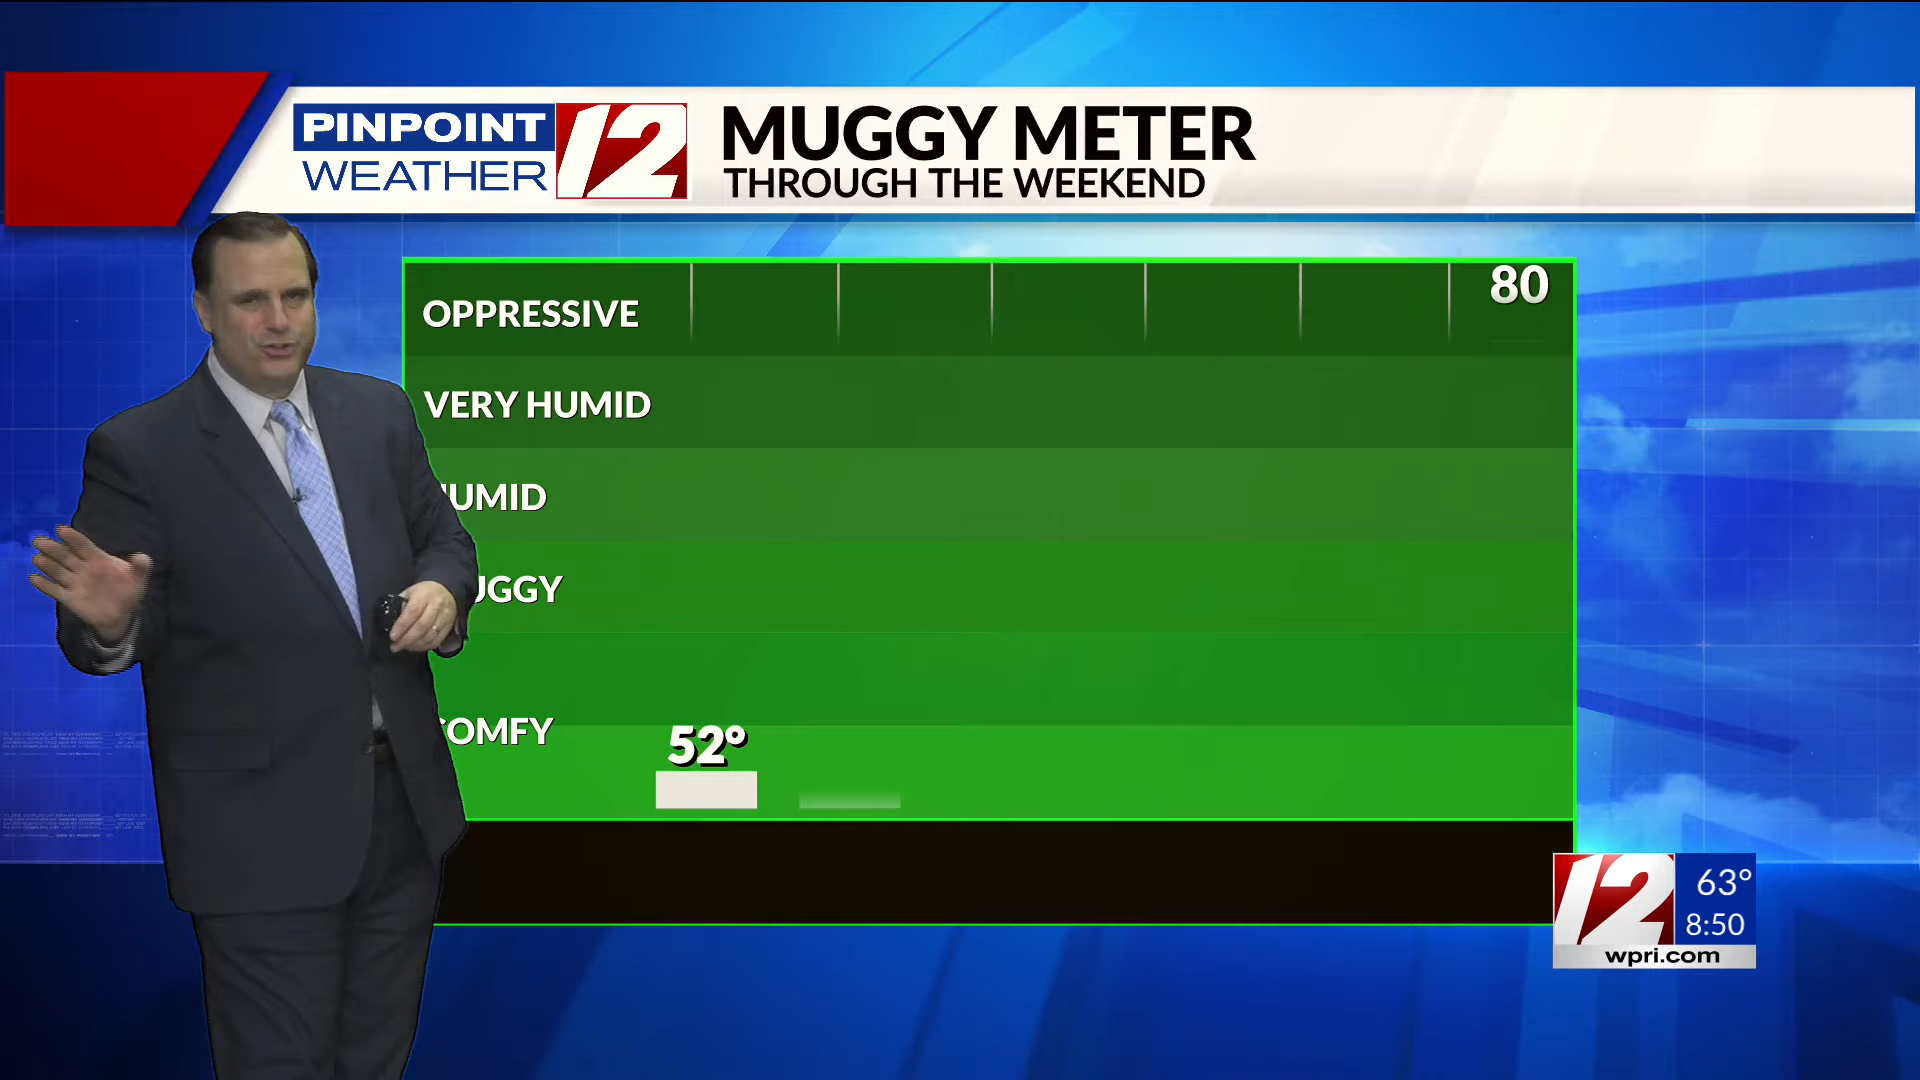 PINPOINT
WEATHER
12
MUGGY METER
THROUGH THE WEEKEND
80
OPPRESSIVE
VERY HUMID
UMID
UGGY
OMFY
52°
12
63°
8:50
wpri.com